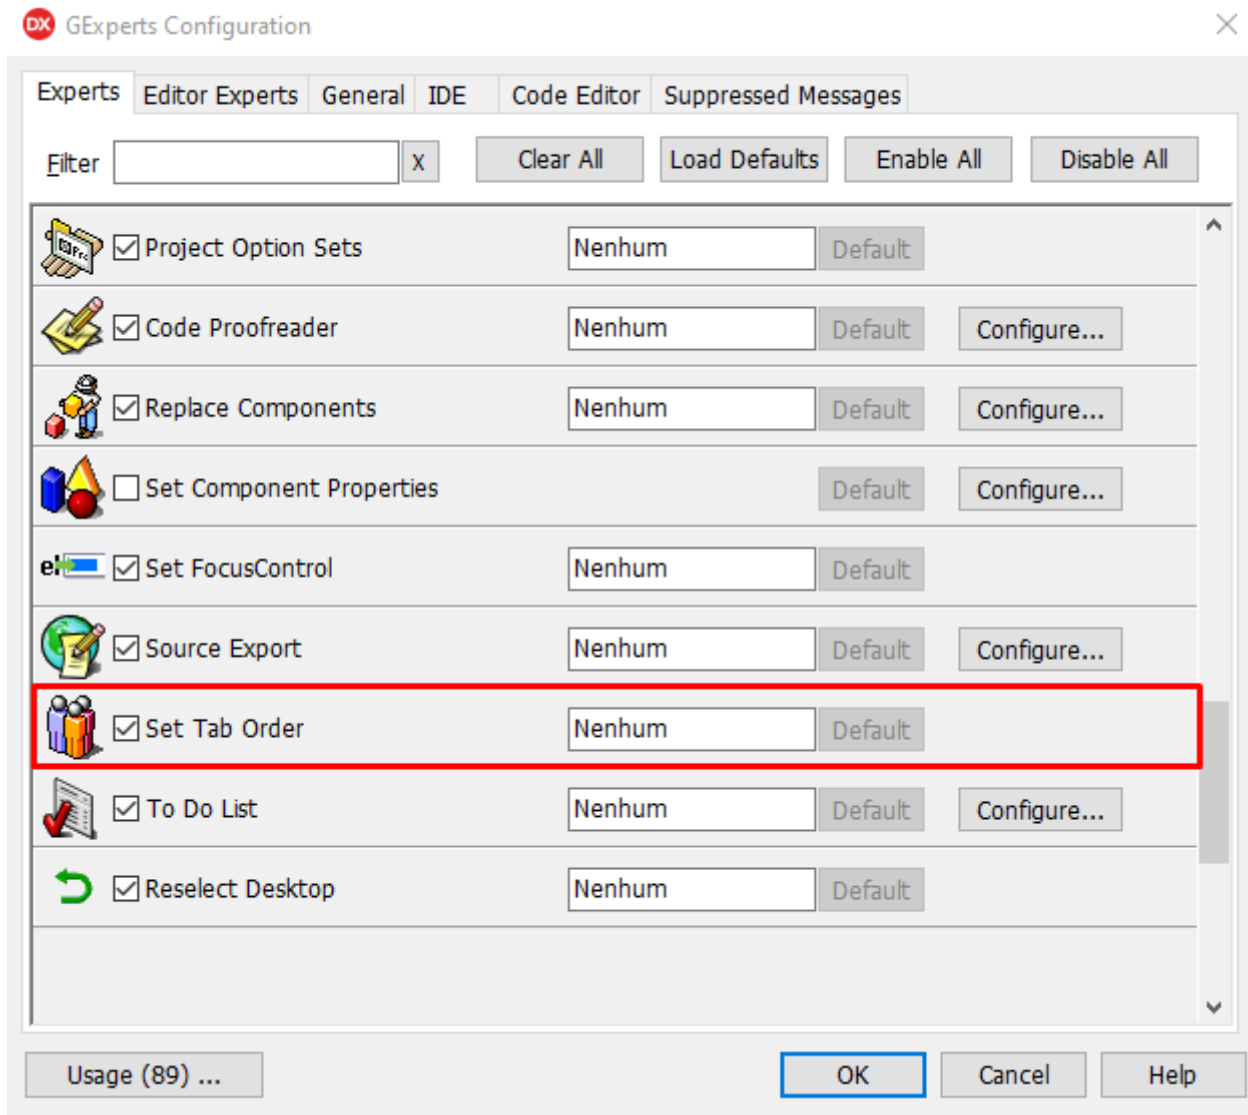 DX GExperts Configuration
Experts Editor Experts General IDE Code Editor Suppressed Messages
Filter X Clear All Load Defaults Enable All Disable All
Project Option Sets Nenhum Default
Code Proofreader Nenhum Default Configure...
Replace Components Nenhum Default Configure...
Set Component Properties Default Configure...
Set FocusControl Nenhum Default
Source Export Nenhum Default Configure...
Set Tab Order Nenhum Default
To Do List Nenhum Default Configure...
Reselect Desktop Nenhum Default
Usage (89) ... OK Cancel Help